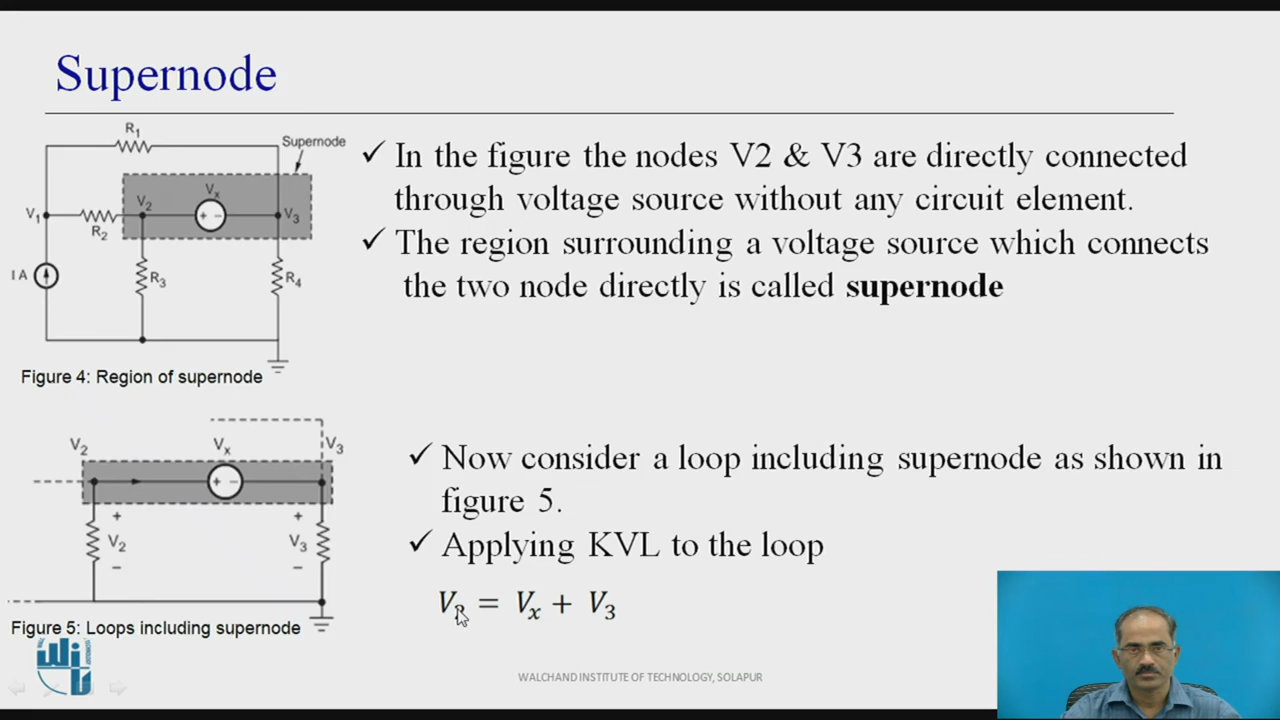 Supernode
R1
Supernode
Vx
V2
V1
V3
R2
I A
R3
R4
Figure 4: Region of supernode
✓ In the figure the nodes V2 & V3 are directly connected
through voltage source without any circuit element.
✓ The region surrounding a voltage source which connects
the two node directly is called supernode
V2
Vx
V3
+
+
V2
V3
−
−
Figure 5: Loops including supernode
✓ Now consider a loop including supernode as shown in
figure 5.
✓ Applying KVL to the loop
V2 = Vx + V3
WiT
WALCHAND INSTITUTE OF TECHNOLOGY, SOLAPUR